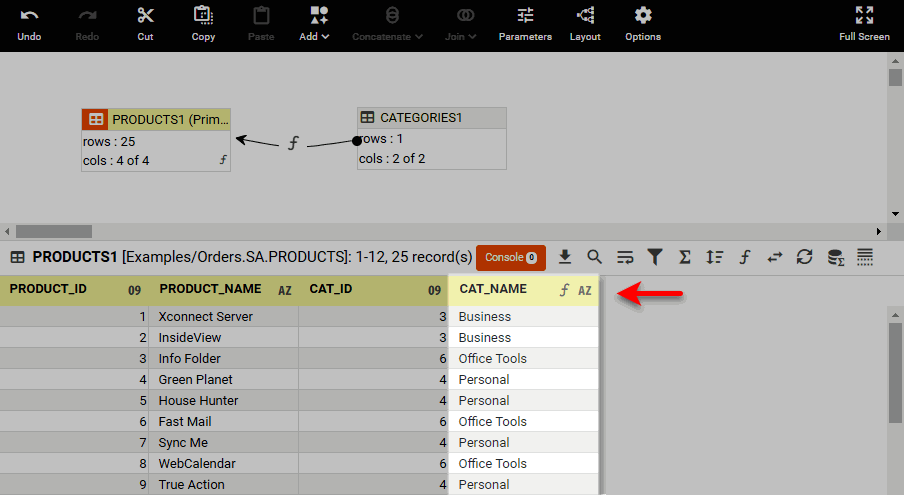 Undo Redo Cut Copy Paste Add Concatenate Join Parameters Layout Options Full Screen
PRODUCTS1 (Prim... CATEGORIES1
rows : 25 rows : 1
cols : 4 of 4 f cols : 2 of 2
f
PRODUCTS1 [Examples/Orders.SA.PRODUCTS]: 1-12, 25 record(s) Console 0
PRODUCT_ID 09 PRODUCT_NAME AZ CAT_ID 09 CAT_NAME f AZ
1 Xconnect Server 3 Business
2 InsideView 3 Business
3 Info Folder 6 Office Tools
4 Green Planet 4 Personal
5 House Hunter 4 Personal
6 Fast Mail 6 Office Tools
7 Sync Me 4 Personal
8 WebCalendar 6 Office Tools
9 True Action 4 Personal